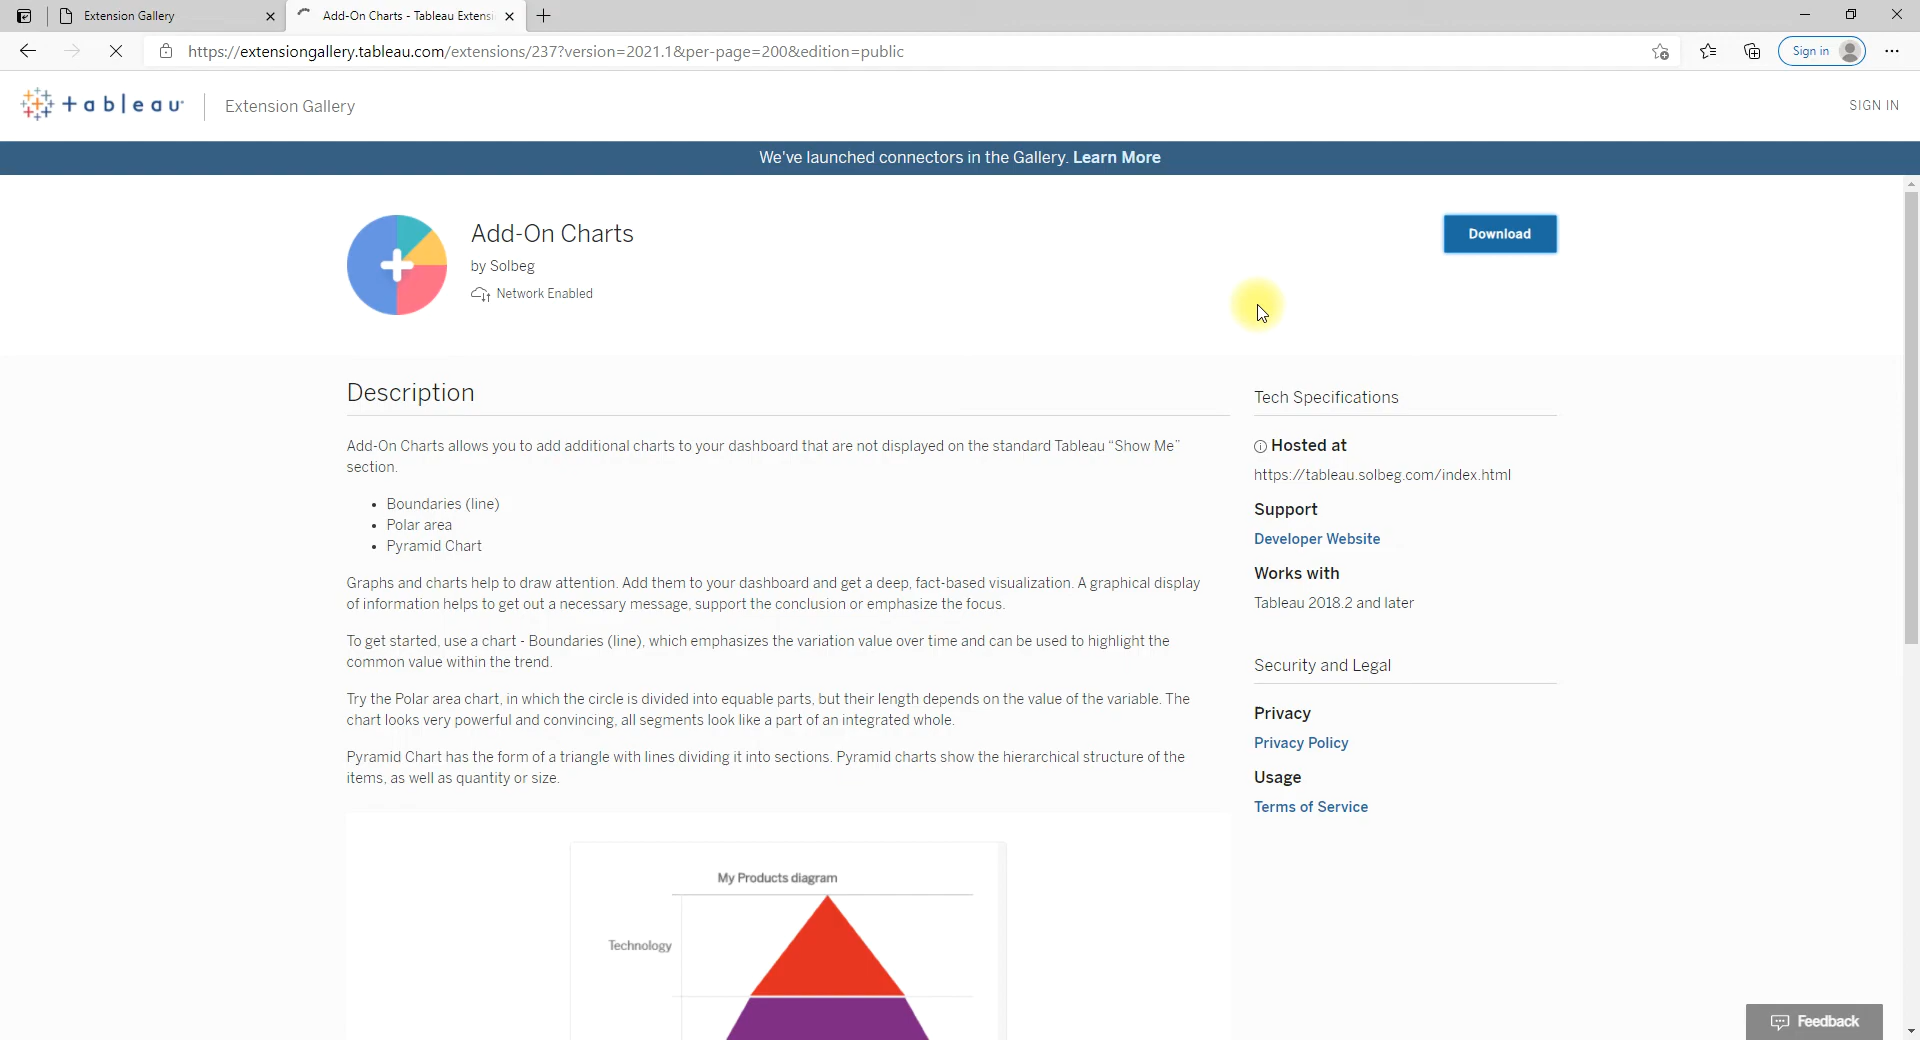 Extension Gallery
Add-On Charts - Tableau Extensi
https://extensiongallery.tableau.com/extensions/237?version=2021.1&per-page=200&edition=public
Sign in
+ableau
Extension Gallery
SIGN IN
We've launched connectors in the Gallery. Learn More
Add-On Charts
by Solbeg
Network Enabled
Download
Description
Add-On Charts allows you to add additional charts to your dashboard that are not displayed on the standard Tableau “Show Me”
section.
• Boundaries (line)
• Polar area
• Pyramid Chart
Graphs and charts help to draw attention. Add them to your dashboard and get a deep, fact-based visualization. A graphical display
of information helps to get out a necessary message, support the conclusion or emphasize the focus.
To get started, use a chart - Boundaries (line), which emphasizes the variation value over time and can be used to highlight the
common value within the trend.
Try the Polar area chart, in which the circle is divided into equable parts, but their length depends on the value of the variable. The
chart looks very powerful and convincing, all segments look like a part of an integrated whole.
Pyramid Chart has the form of a triangle with lines dividing it into sections. Pyramid charts show the hierarchical structure of the
items, as well as quantity or size.
My Products diagram
Technology
Tech Specifications
Hosted at
https://tableau.solbeg.com/index.html
Support
Developer Website
Works with
Tableau 2018.2 and later
Security and Legal
Privacy
Privacy Policy
Usage
Terms of Service
Feedback